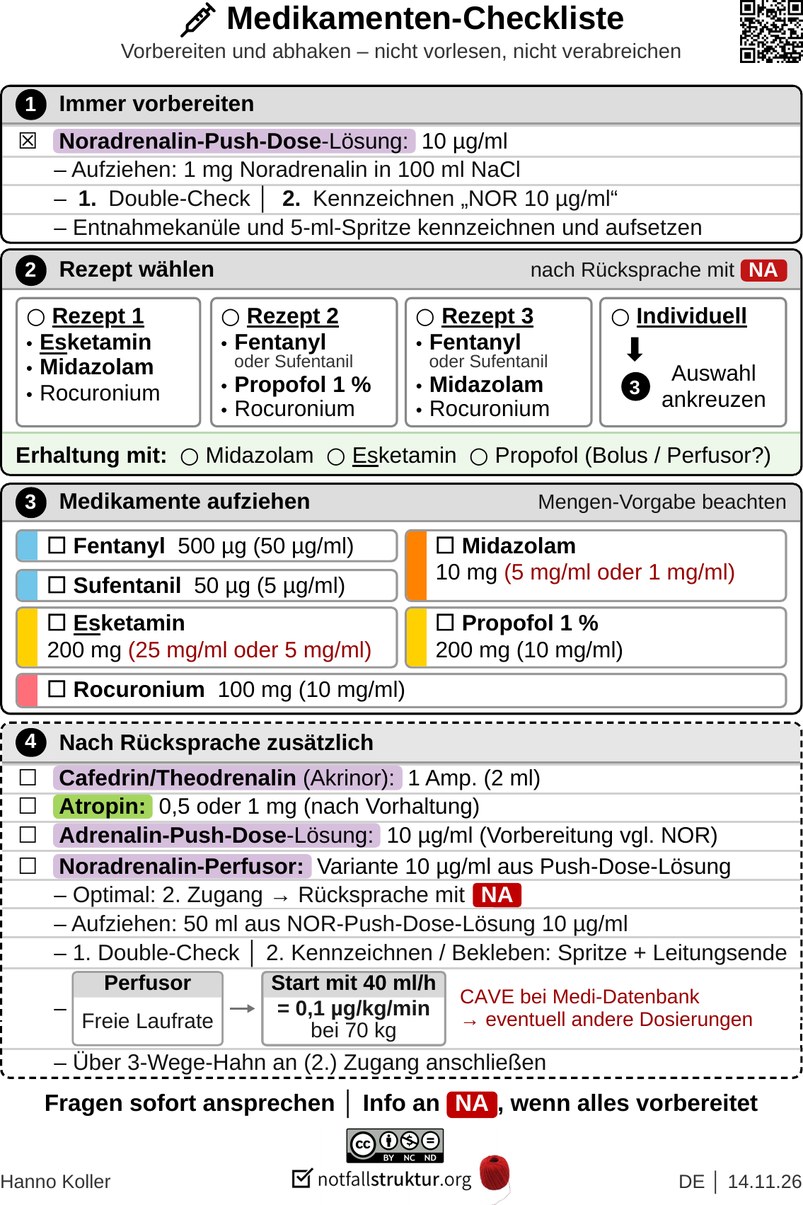 Medikamenten-Checkliste
Vorbereiten und abhaken – nicht vorlesen, nicht verabreichen
1 Immer vorbereiten
☒ Noradrenalin-Push-Dose-Lösung: 10 µg/ml
– Aufziehen: 1 mg Noradrenalin in 100 ml NaCl
– 1. Double-Check │ 2. Kennzeichnen „NOR 10 µg/ml“
– Entnahmekanüle und 5-ml-Spritze kennzeichnen und aufsetzen
2 Rezept wählen nach Rücksprache mit NA
○ Rezept 1
• Esketamin
• Midazolam
• Rocuronium
○ Rezept 2
• Fentanyl
oder Sufentanil
• Propofol 1 %
• Rocuronium
○ Rezept 3
• Fentanyl
oder Sufentanil
• Midazolam
• Rocuronium
○ Individuell
⬇
3 Auswahl
ankreuzen
Erhaltung mit: ○ Midazolam ○ Esketamin ○ Propofol (Bolus / Perfusor?)
3 Medikamente aufziehen Mengen-Vorgabe beachten
☐ Fentanyl 500 µg (50 µg/ml)
☐ Sufentanil 50 µg (5 µg/ml)
☐ Midazolam
10 mg (5 mg/ml oder 1 mg/ml)
☐ Esketamin
200 mg (25 mg/ml oder 5 mg/ml)
☐ Propofol 1 %
200 mg (10 mg/ml)
☐ Rocuronium 100 mg (10 mg/ml)
4 Nach Rücksprache zusätzlich
☐ Cafedrin/Theodrenalin (Akrinor): 1 Amp. (2 ml)
☐ Atropin: 0,5 oder 1 mg (nach Vorhaltung)
☐ Adrenalin-Push-Dose-Lösung: 10 µg/ml (Vorbereitung vgl. NOR)
☐ Noradrenalin-Perfusor: Variante 10 µg/ml aus Push-Dose-Lösung
– Optimal: 2. Zugang → Rücksprache mit NA
– Aufziehen: 50 ml aus NOR-Push-Dose-Lösung 10 µg/ml
– 1. Double-Check │ 2. Kennzeichnen / Bekleben: Spritze + Leitungsende
– Perfusor
Freie Laufrate
→
Start mit 40 ml/h
= 0,1 µg/kg/min
bei 70 kg
CAVE bei Medi-Datenbank
→ eventuell andere Dosierungen
– Über 3-Wege-Hahn an (2.) Zugang anschließen
Fragen sofort ansprechen │ Info an NA, wenn alles vorbereitet
cc BY NC ND
Hanno Koller
notfallstruktur.org
DE │ 14.11.26